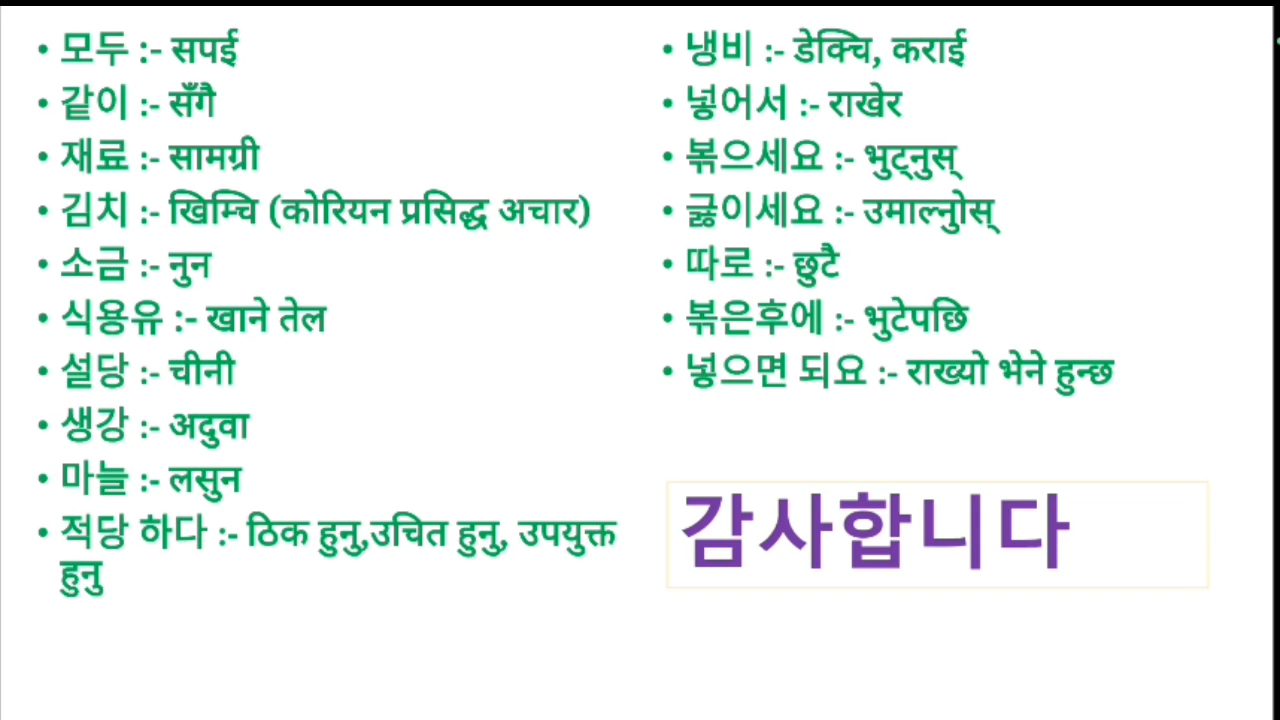 • 모두 :- सपई
• 같이 :- सँगै
• 재료 :- सामग्री
• 김치 :- खिम्चि (कोरियन प्रसिद्ध अचार)
• 소금 :- नुन
• 식용유 :- खाने तेल
• 설당 :- चीनी
• 생강 :- अदुवा
• 마늘 :- लसुन
• 적당 하다 :- ठिक हुनु,उचित हुनु, उपयुक्त
हुनु
• 냉비 :- डेक्चि, कराई
• 넣어서 :- राखेर
• 볶으세요 :- भुट्नुस्
• 긇이세요 :- उमाल्नुोस्
• 따로 :- छुटै
• 볶은후에 :- भुटेपछि
• 넣으면 되요 :- राख्यो भेने हुन्छ
감사합니다